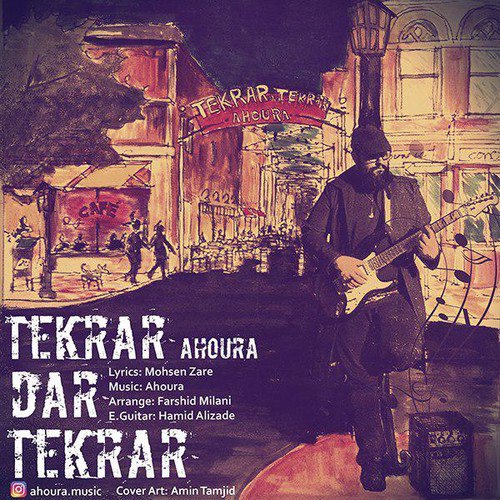 TEKRAR TEKRAR
AHOURA
CAFE
TEKRAR AHOURA
DAR
TEKRAR
Lyrics: Mohsen Zare
Music: Ahoura
Arrange: Farshid Milani
E.Guitar: Hamid Alizade
ahoura.music
Cover Art: Amin Tamjid